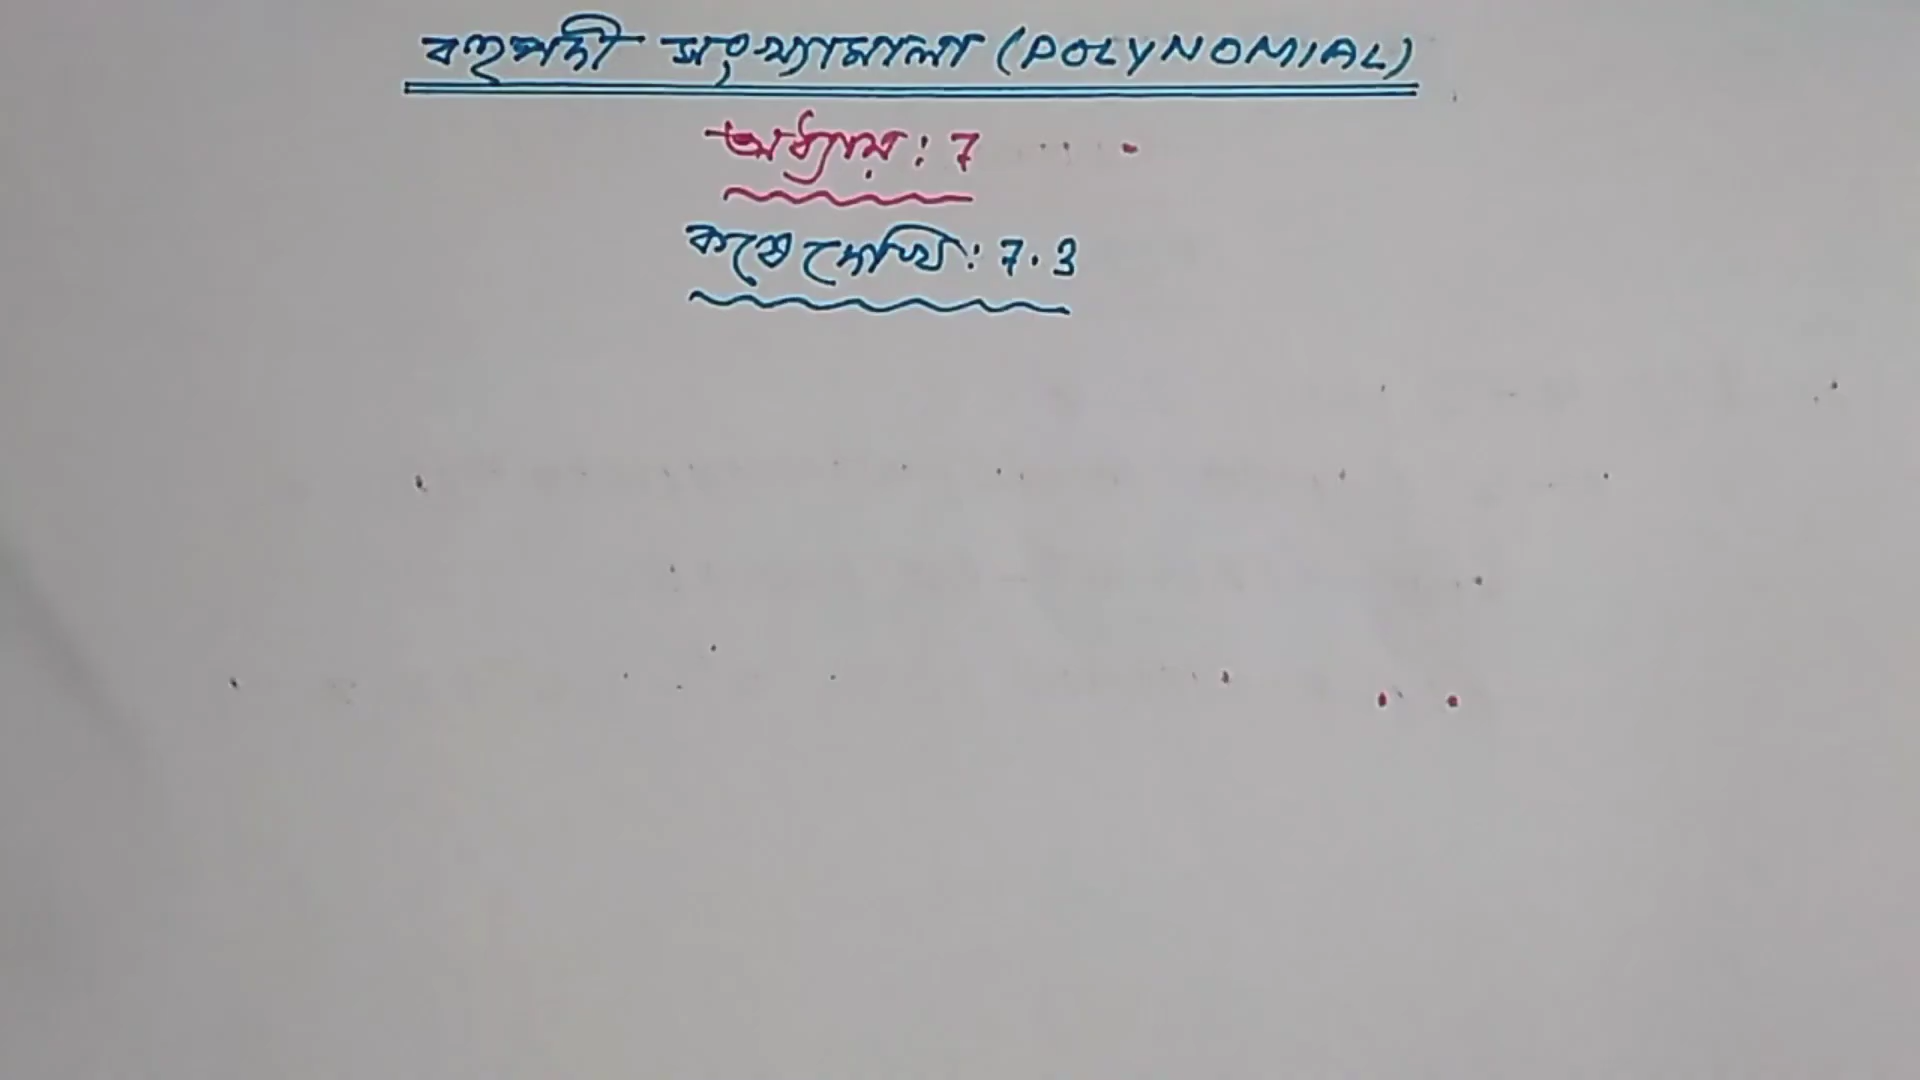 বহুপদী সংখ্যামালা (POLYNOMIAL)
অধ্যায় : 7
কষে দেখি : 7.3